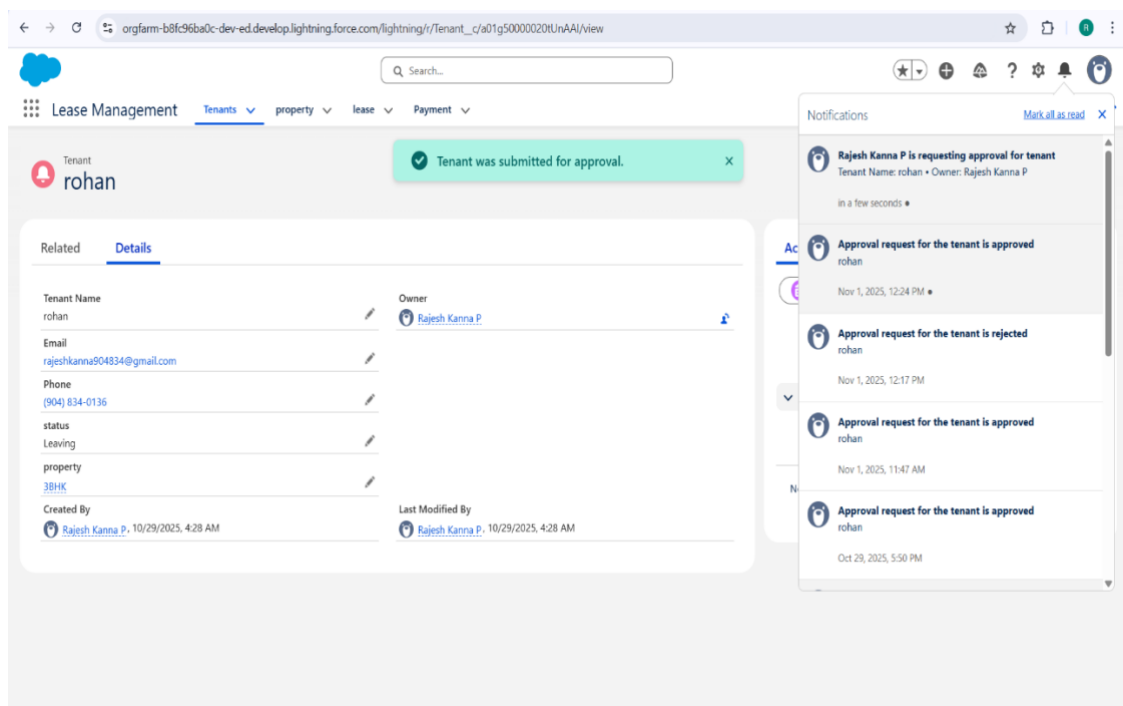 orgfarm-b8fc96ba0c-dev-ed.develop.lightning.force.com/lightning/r/Tenant__c/a01g50000020tUnAAI/view
R
Search...
Lease Management
Tenants
property
lease
Payment
Tenant
rohan
Tenant was submitted for approval.
Related
Details
Tenant Name
rohan
Owner
Rajesh Kanna P
Email
rajeshkanna904834@gmail.com
Phone
(904) 834-0136
status
Leaving
property
3BHK
Created By
Rajesh Kanna P, 10/29/2025, 4:28 AM
Last Modified By
Rajesh Kanna P, 10/29/2025, 4:28 AM
Ac
N
Notifications
Mark all as read
Rajesh Kanna P is requesting approval for tenant
Tenant Name: rohan • Owner: Rajesh Kanna P
in a few seconds •
Approval request for the tenant is approved
rohan
Nov 1, 2025, 12:24 PM •
Approval request for the tenant is rejected
rohan
Nov 1, 2025, 12:17 PM
Approval request for the tenant is approved
rohan
Nov 1, 2025, 11:47 AM
Approval request for the tenant is approved
rohan
Oct 29, 2025, 5:50 PM